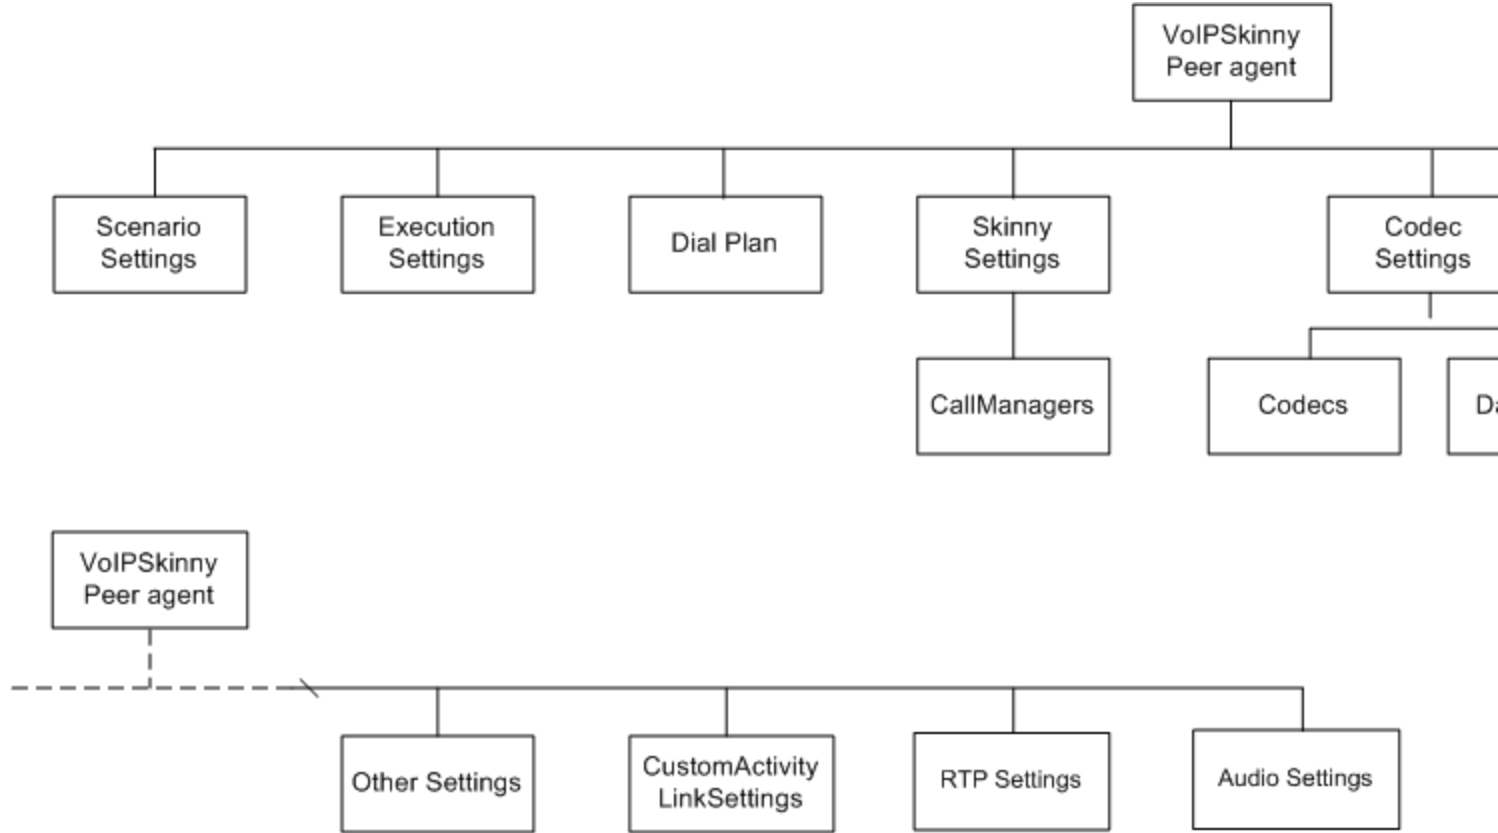 VoIPSkinny
Peer agent
Scenario
Settings
Execution
Settings
Dial Plan
Skinny
Settings
Codec
Settings
CallManagers
Codecs
VoIPSkinny
Peer agent
Other Settings
CustomActivity
LinkSettings
RTP Settings
Audio Settings